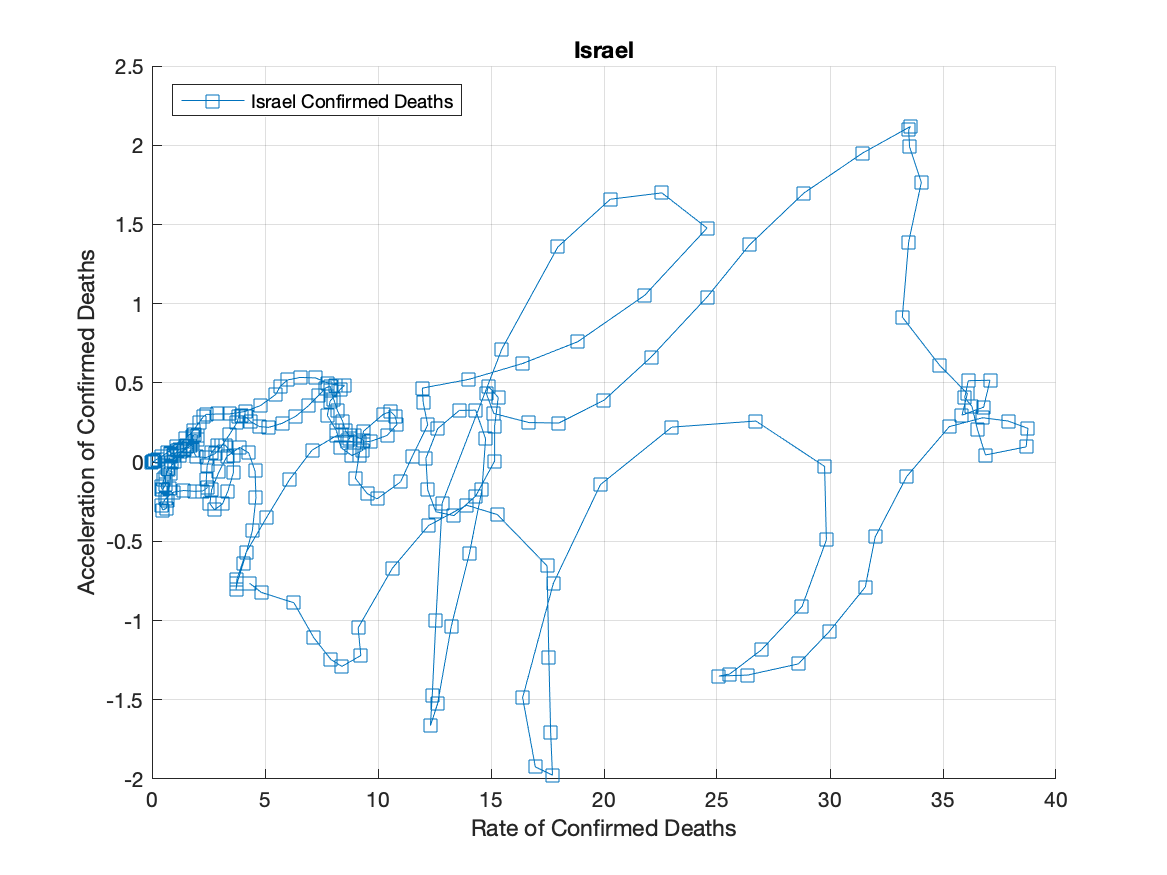 Israel
Israel Confirmed Deaths
2.5
2
1.5
1
0.5
0
-0.5
-1
-1.5
-2
Acceleration of Confirmed Deaths
0 5 10 15 20 25 30 35 40
Rate of Confirmed Deaths